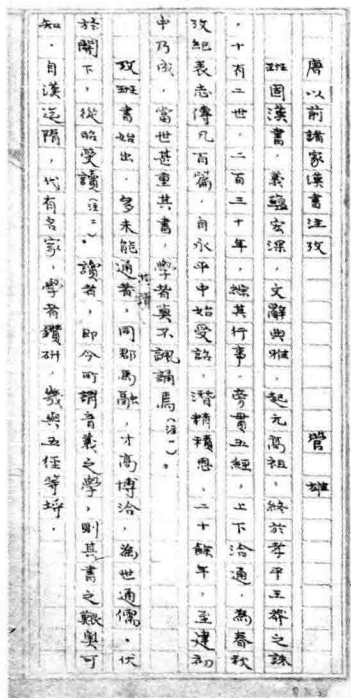 唐以前諸家漢書注攷　管雄
班固漢書，義蘊宏深，文辭典雅，起元高祖，終於孝平王莽之誅
，十有二世，二百三十年，綜其行事，旁貫五經，上下洽通，為春秋
攷紀表志傳凡百篇，自永平中始受詔，潛精積思，二十餘年，至建初
中乃成，當世甚重其書，學者莫不諷誦焉（注一）。
攷班書始出，多未能通者，同郡馬融，才高博洽，為世通儒。伏
於閣下，從昭受讀（注二）。讀者，即今所謂音義之學，則其書之艱奧可
知，自漢迄隋，代有名家，學者鑽研，幾與五經等埒，